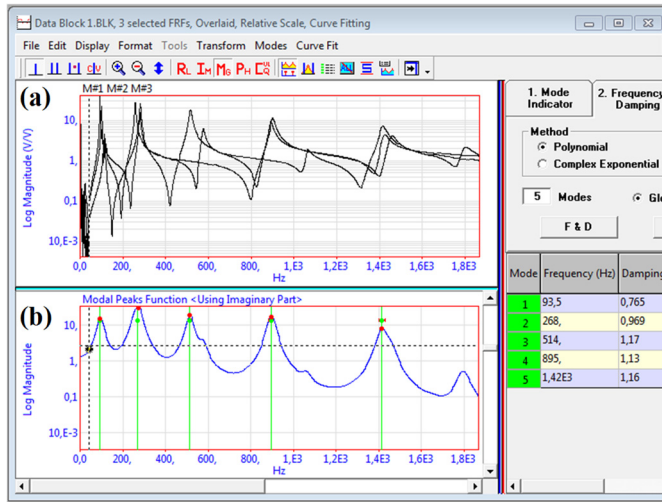 Data Block 1.BLK, 3 selected FRFs, Overlaid, Relative Scale, Curve Fitting
File Edit Display Format Tools Transform Modes Curve Fit
RL IM MG PH
(a)
M#1 M#2 M#3
Log Magnitude (V/V)
10,
1,
0,1
10,E-3
0,0 200, 400, 600, 800, 1,E3 1,2E3 1,4E3 1,6E3 1,8E3
Hz
(b)
Modal Peaks Function <Using Imaginary Part>
Log Magnitude
10,
1,
0,1
10,E-3
0,0 200, 400, 600, 800, 1,E3 1,2E3 1,4E3 1,6E3 1,8E3
Hz
1. Mode Indicator
2. Frequency Damping
Method
Polynomial
Complex Exponential
5 Modes Gl
F & D
Mode Frequency (Hz) Damping
1 93,5 0,765
2 268, 0,969
3 514, 1,17
4 895, 1,13
5 1,42E3 1,16